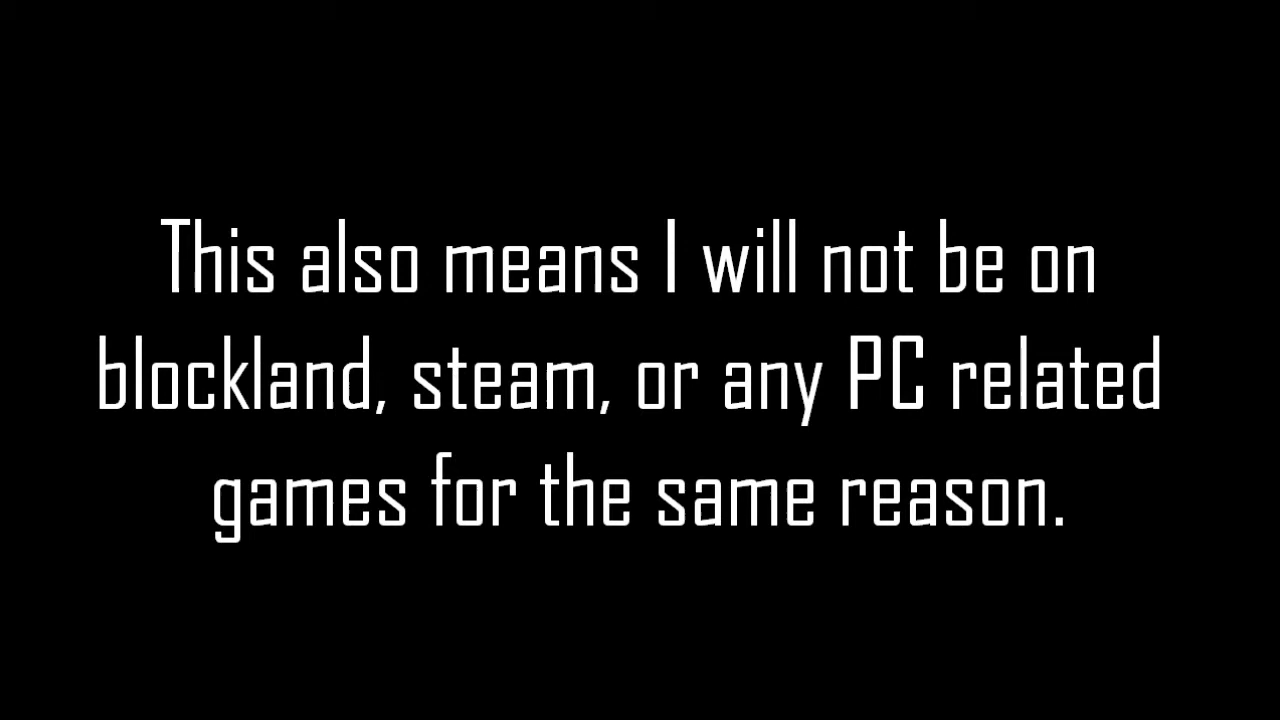 This also means I will not be on
blockland, steam, or any PC related
games for the same reason.